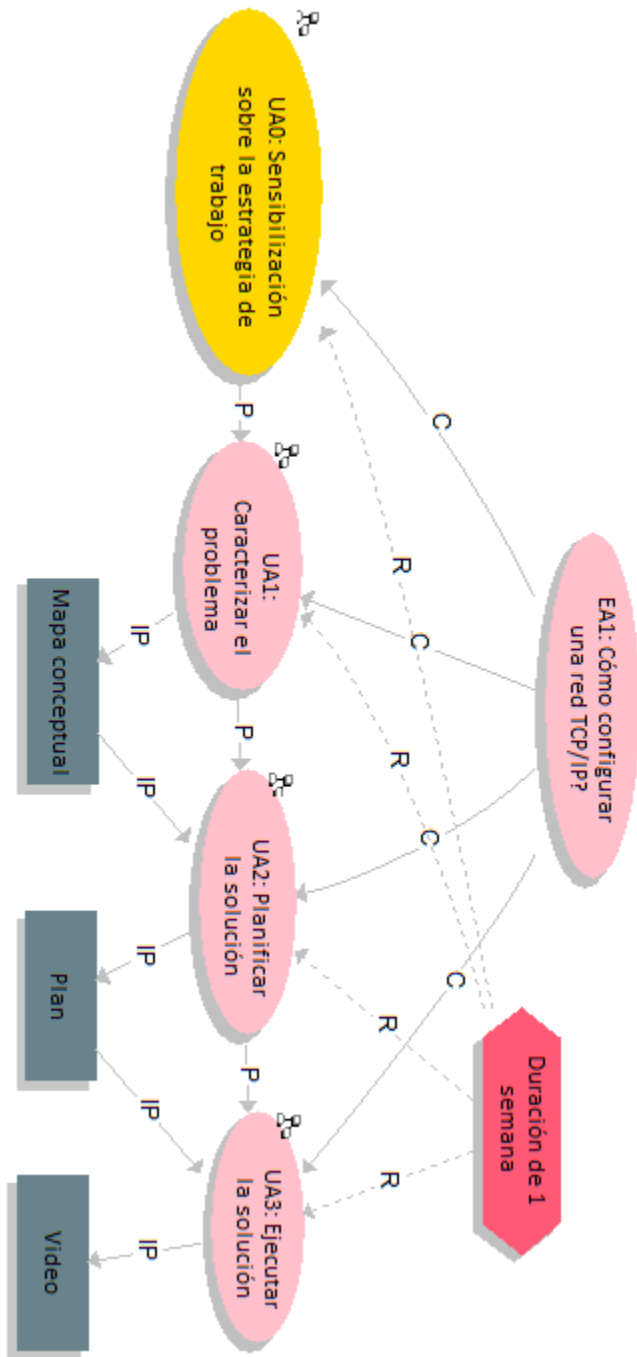 EA1: Cómo configurar
una red TCP/IP?
Duración de 1
semana
C
R
C
R
C
R
C
R
UA0: Sensibilización
sobre la estrategia de
trabajo
P
UA1:
Caracterizar el
problema
P
UA2: Planificar
la solución
P
UA3: Ejecutar
la solución
IP
IP
IP
IP
IP
Mapa conceptual
Plan
Video